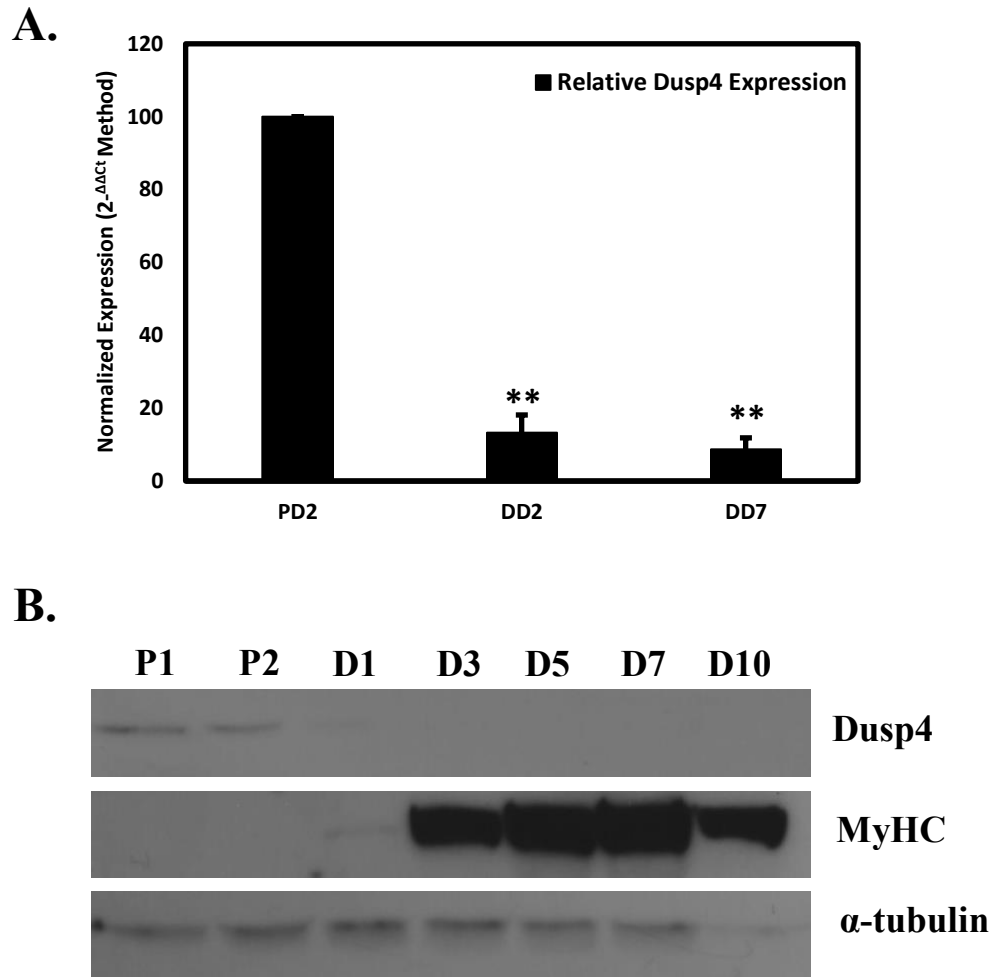 A.
Normalized Expression (2-ΔΔCt Method)
120
100
80
60
40
20
0
Relative Dusp4 Expression
**
**
PD2 DD2 DD7
B.
P1 P2 D1 D3 D5 D7 D10
Dusp4
MyHC
α-tubulin